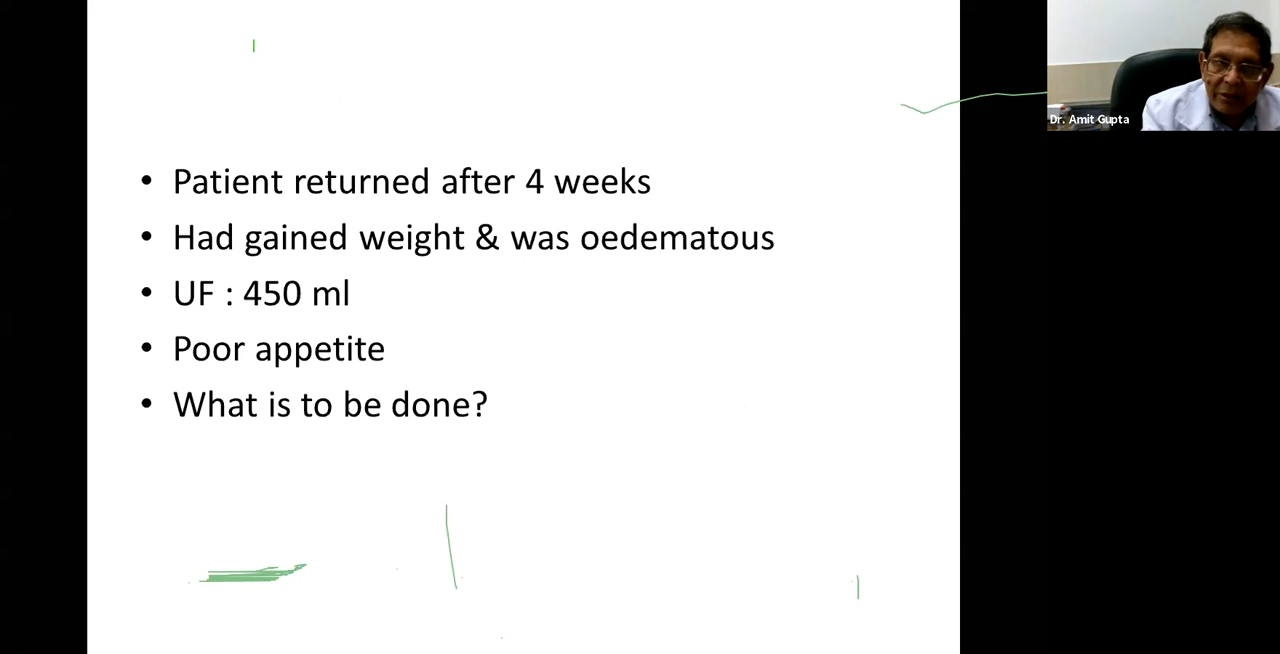 Dr. Amit Gupta
• Patient returned after 4 weeks
• Had gained weight & was oedematous
• UF : 450 ml
• Poor appetite
• What is to be done?